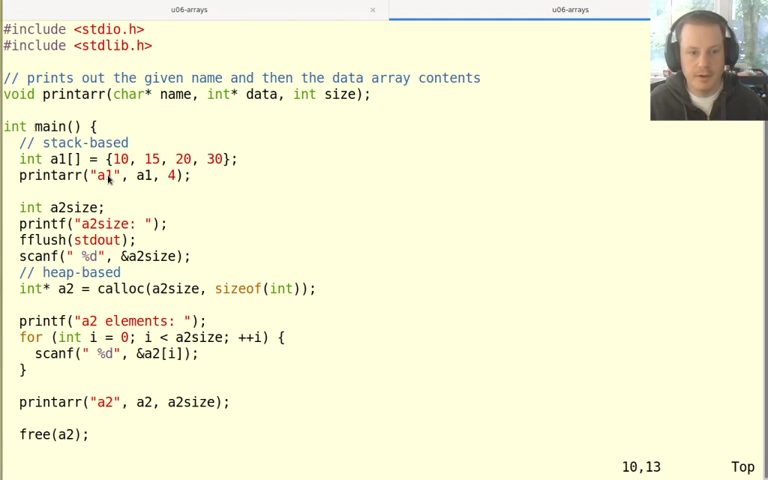 u06-arrays × u06-arrays
#include <stdio.h>
#include <stdlib.h>
// prints out the given name and then the data array contents
void printarr(char* name, int* data, int size);
int main() {
// stack-based
int a1[] = {10, 15, 20, 30};
printarr("a1", a1, 4);
int a2size;
printf("a2size: ");
fflush(stdout);
scanf(" %d", &a2size);
// heap-based
int* a2 = calloc(a2size, sizeof(int));
printf("a2 elements: ");
for (int i = 0; i < a2size; ++i) {
scanf(" %d", &a2[i]);
}
printarr("a2", a2, a2size);
free(a2);
10,13 Top